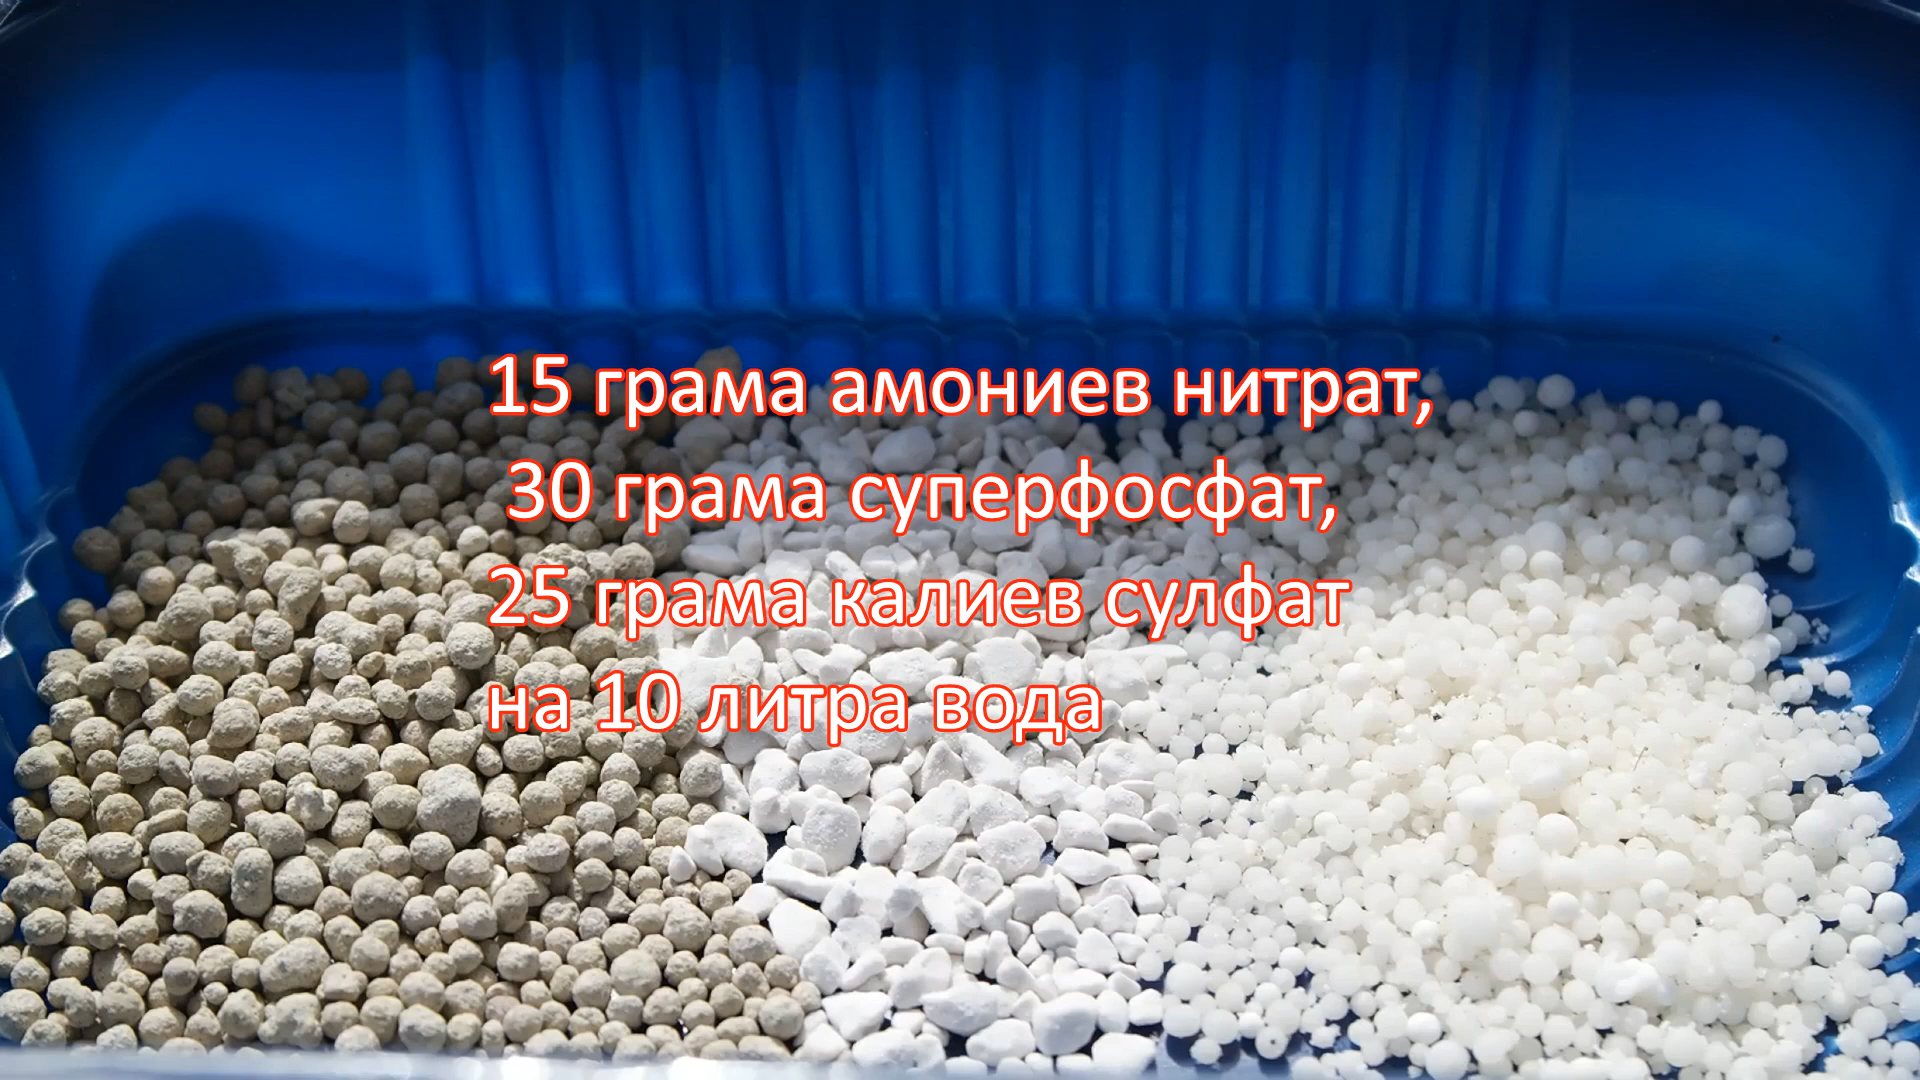 15 грама амониев нитрат,
30 грама суперфосфат,
25 грама калиев сулфат
на 10 литра вода